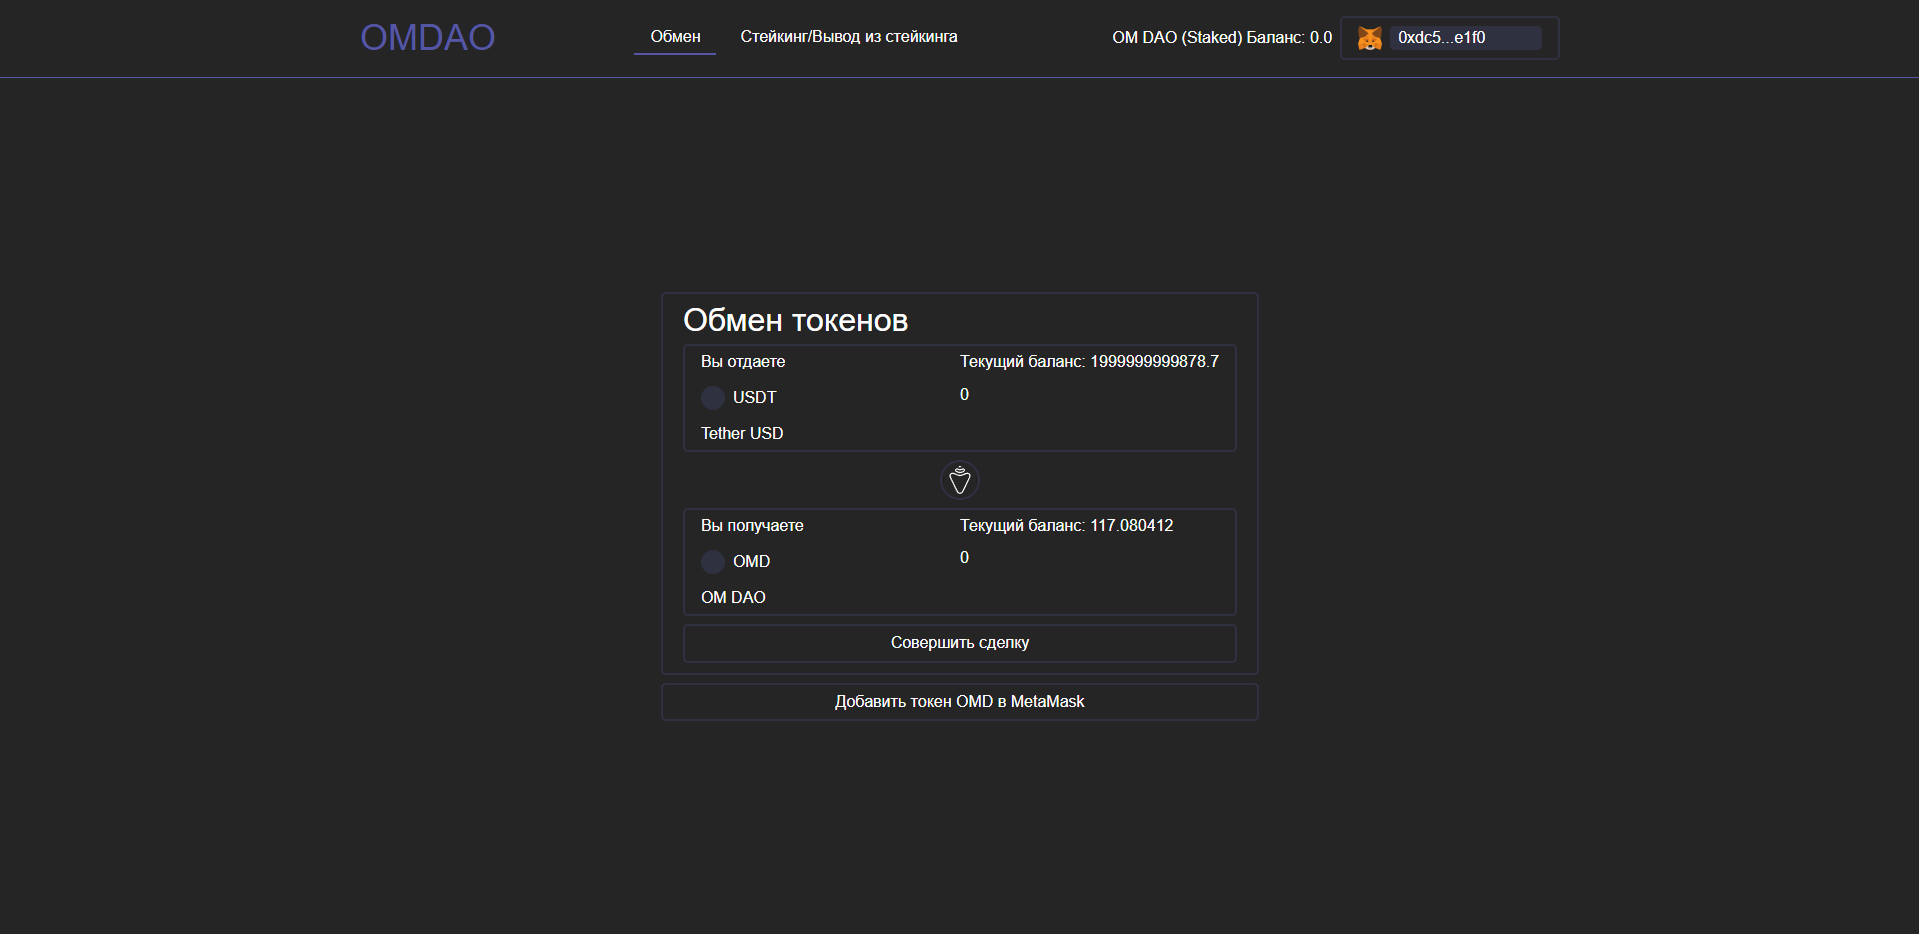 OMDAO
Обмен
Стейкинг/Вывод из стейкинга
OM DAO (Staked) Баланс: 0.0
0xdc5...e1f0
Обмен токенов
Вы отдаете
Текущий баланс: 1999999999878.7
USDT
0
Tether USD
Вы получаете
Текущий баланс: 117.080412
OMD
0
OM DAO
Совершить сделку
Добавить токен OMD в MetaMask